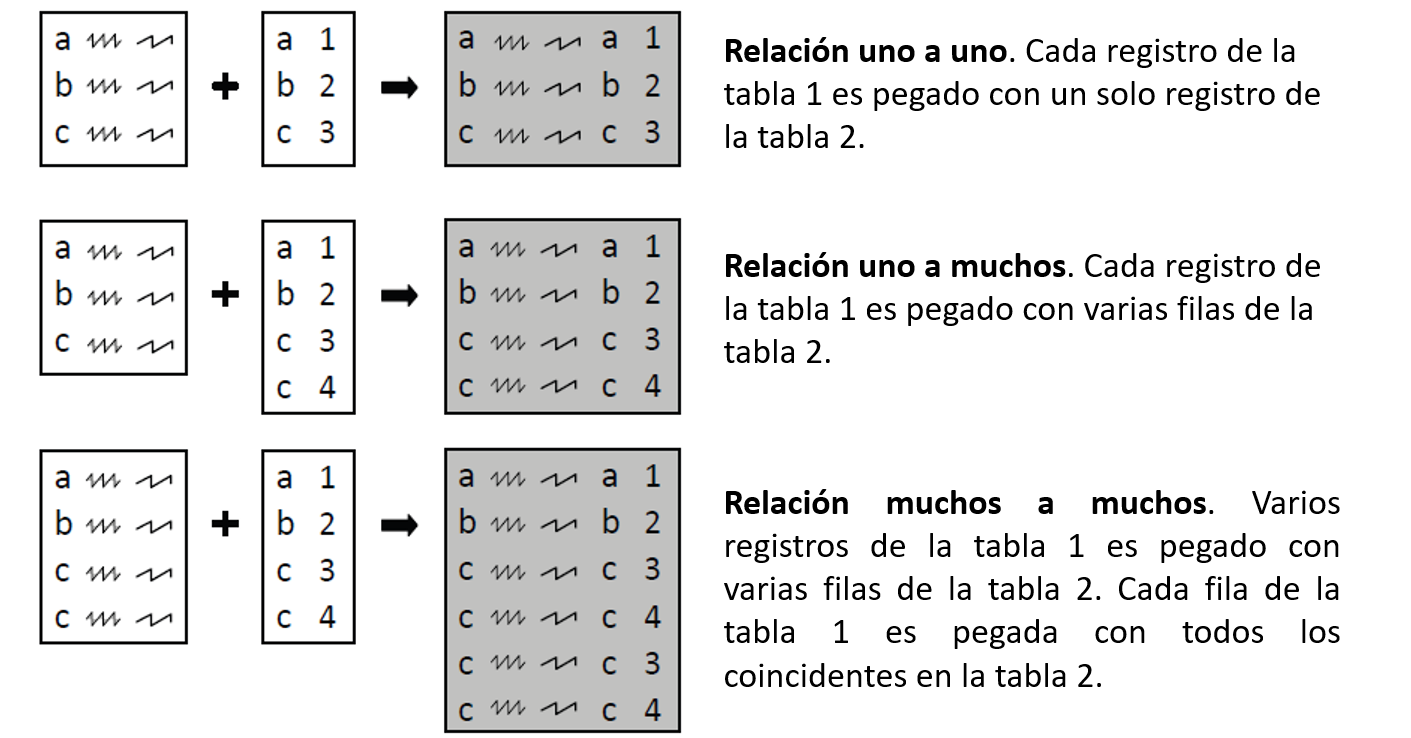 a a 1 a a 1
b b 2 b b 2
c c 3 c c 3
Relación uno a uno. Cada registro de la
tabla 1 es pegado con un solo registro de
la tabla 2.
a a 1 a a 1
b b 2 b b 2
c c 3 c c 3
c 4 c c 4
Relación uno a muchos. Cada registro de
la tabla 1 es pegado con varias filas de la
tabla 2.
a a 1 a a 1
b b 2 b b 2
c c 3 c c 3
c c 4 c c 4
c c 3
c c 4
Relación muchos a muchos. Varios
registros de la tabla 1 es pegado con
varias filas de la tabla 2. Cada fila de la
tabla 1 es pegada con todos los
coincidentes en la tabla 2.